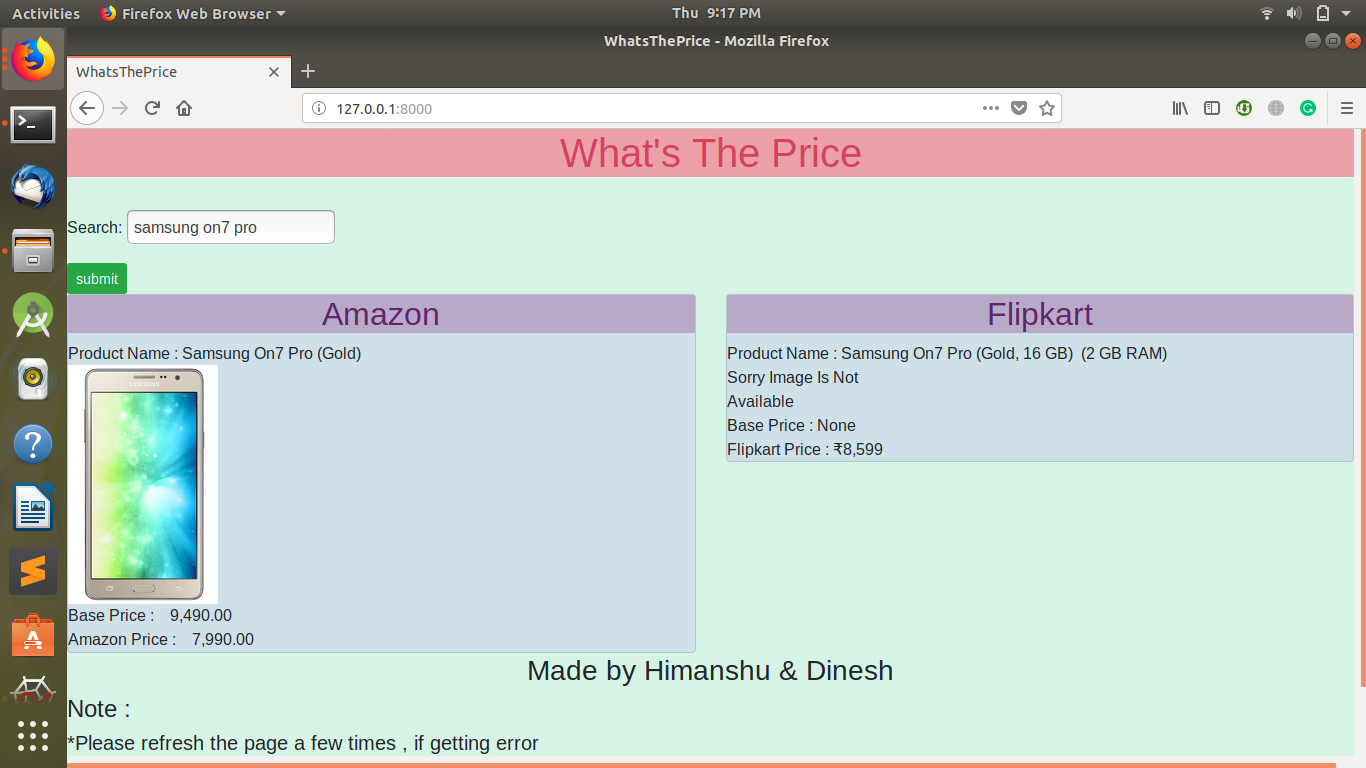 Activities
Firefox Web Browser
Thu 9:17 PM
WhatsThePrice - Mozilla Firefox
WhatsThePrice
127.0.0.1:8000
What's The Price
Search: samsung on7 pro
submit
Amazon
Product Name : Samsung On7 Pro (Gold)
SAMSUNG
Base Price : 9,490.00
Amazon Price : 7,990.00
Flipkart
Product Name : Samsung On7 Pro (Gold, 16 GB) (2 GB RAM)
Sorry Image Is Not
Available
Base Price : None
Flipkart Price : ₹8,599
Made by Himanshu & Dinesh
Note :
*Please refresh the page a few times , if getting error